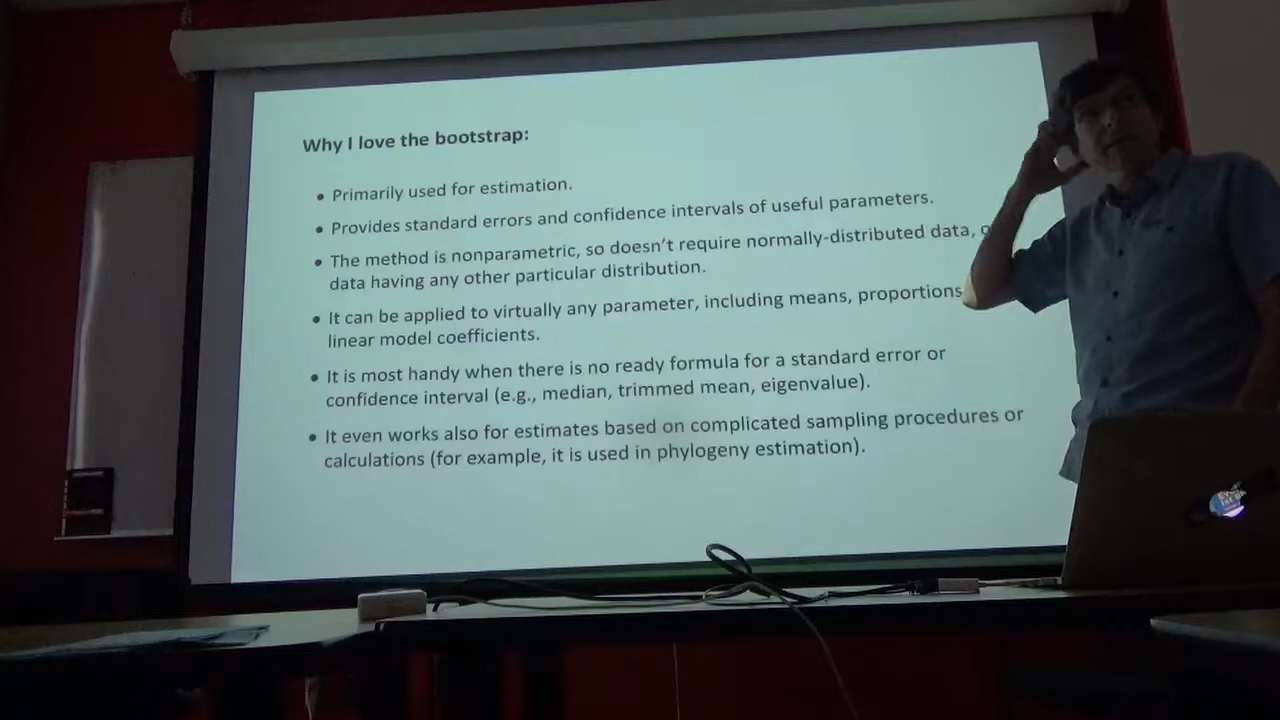 Why I love the bootstrap:
• Primarily used for estimation.
• Provides standard errors and confidence intervals of useful parameters.
• The method is nonparametric, so doesn't require normally-distributed data,
data having any other particular distribution.
• It can be applied to virtually any parameter, including means, proportions
linear model coefficients.
• It is most handy when there is no ready formula for a standard error or
confidence interval (e.g., median, trimmed mean, eigenvalue).
• It even works also for estimates based on complicated sampling procedures or
calculations (for example, it is used in phylogeny estimation).